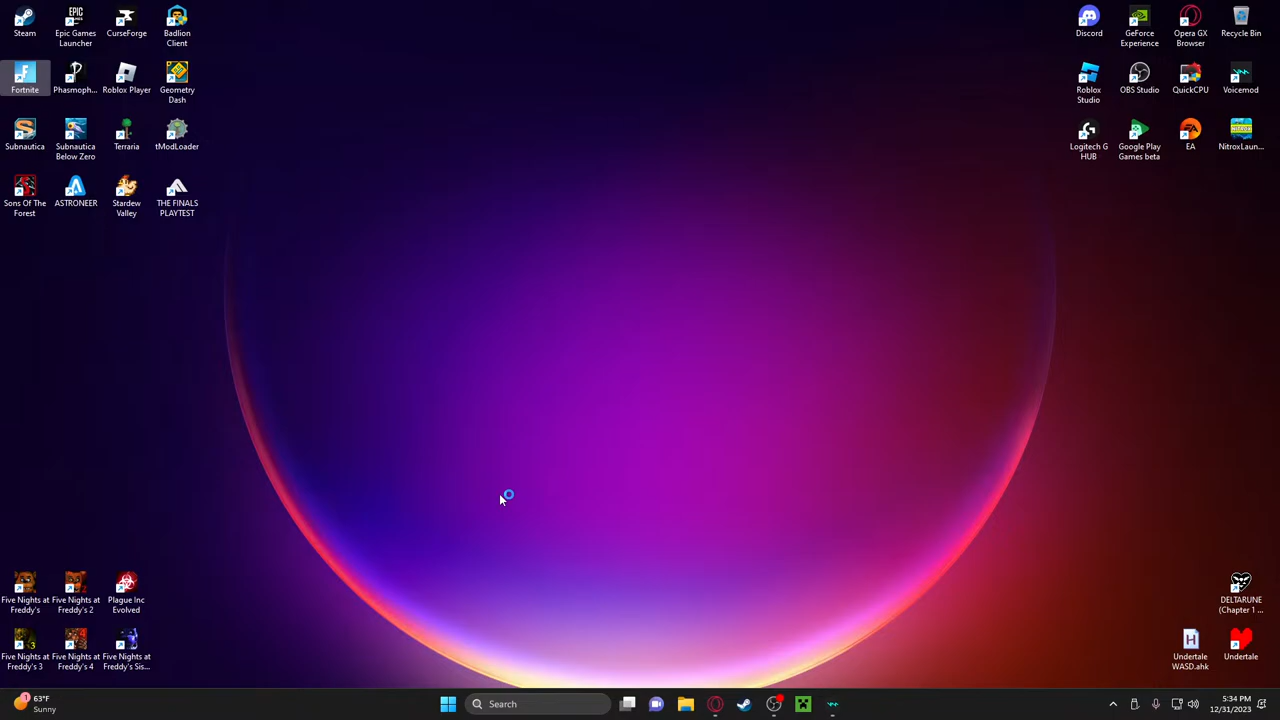 Steam
Epic Games
Launcher
CurseForge
Badlion
Client
Fortnite
Phasmoph...
Roblox Player
Geometry
Dash
Subnautica
Subnautica
Below Zero
Terraria
tModLoader
Sons Of The
Forest
ASTRONEER
Stardew
Valley
THE FINALS
PLAYTEST
Discord
GeForce
Experience
Opera GX
Browser
Recycle Bin
Roblox
Studio
OBS Studio
QuickCPU
Voicemod
Logitech G
HUB
Google Play
Games beta
EA
NITROX
NitroxLaun...
Five Nights at
Freddy's
Five Nights at
Freddy's 2
Plague Inc
Evolved
Five Nights at
Freddy's 3
Five Nights at
Freddy's 4
Five Nights at
Freddy's Sis...
DELTARUNE
(Chapter 1 ...
Undertale
WASD.ahk
Undertale
63°F
Sunny
Search
5:34 PM
12/31/2023